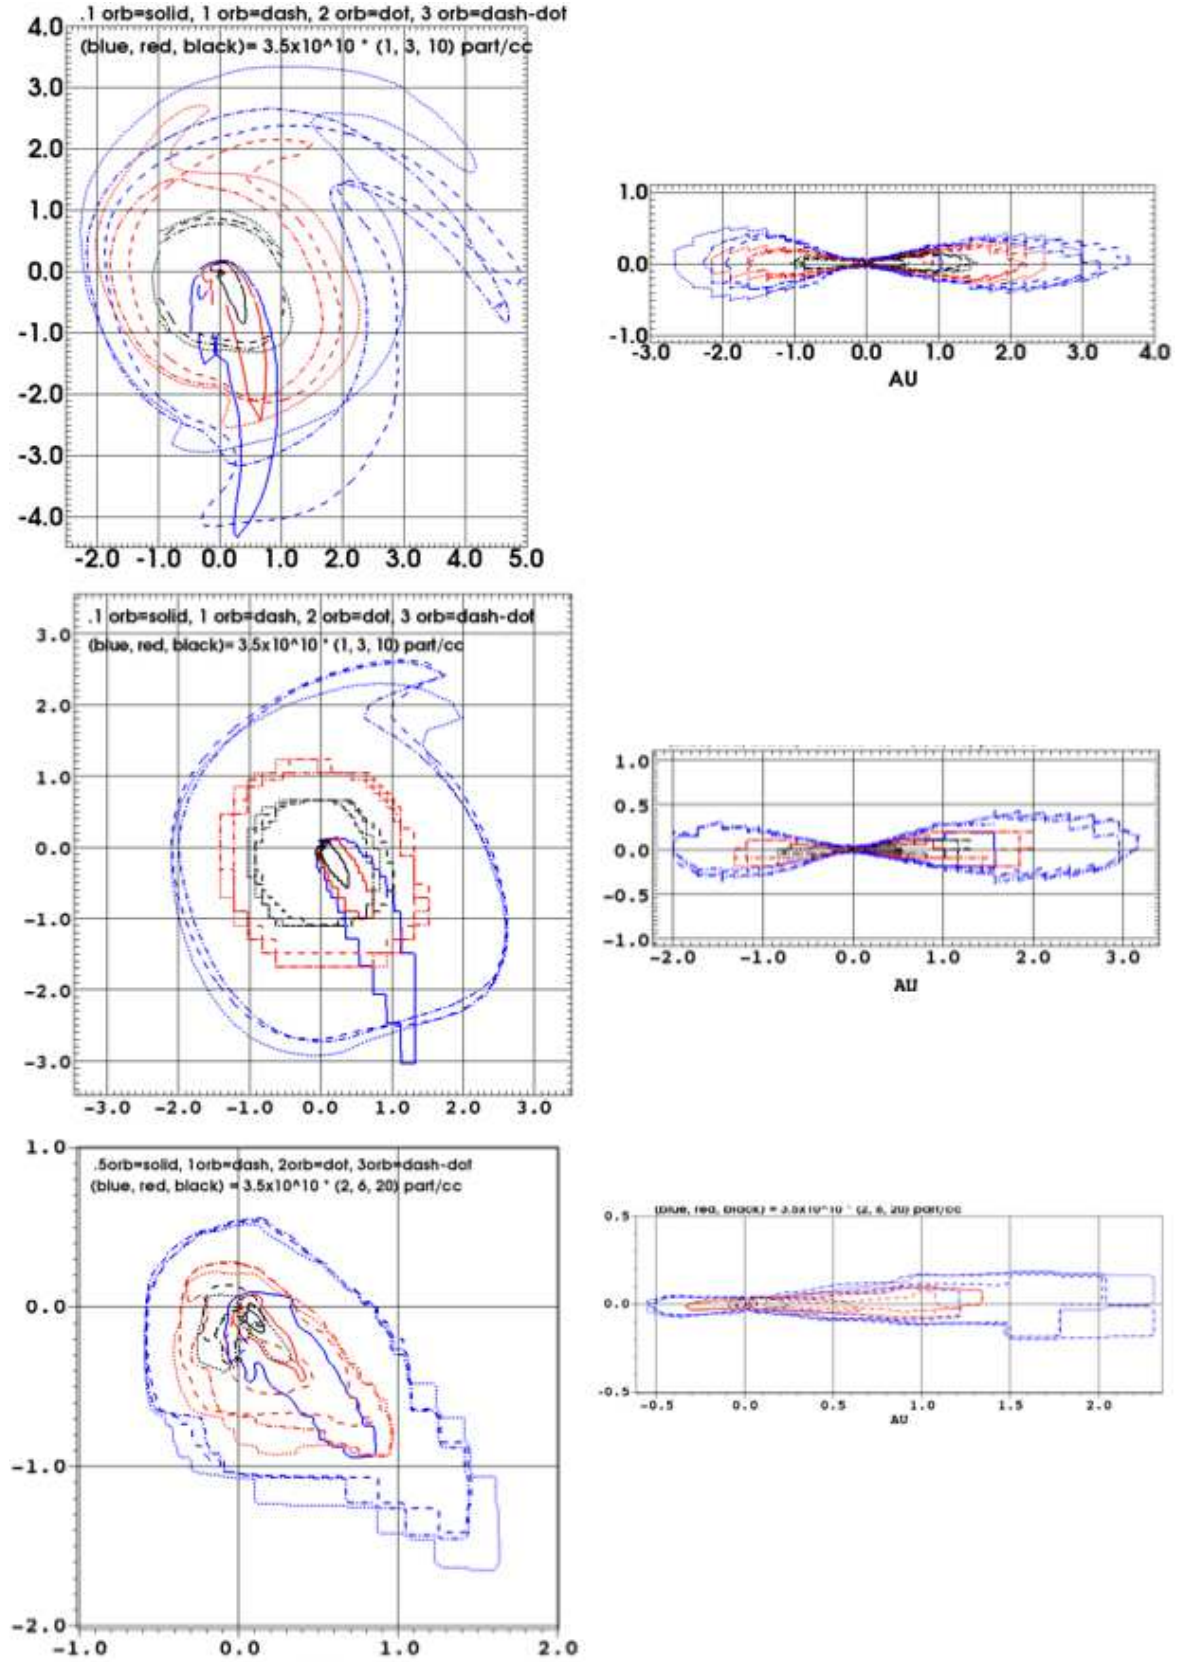 .1 orb=solid, 1 orb=dash, 2 orb=dot, 3 orb=dash-dot
(blue, red, black)= 3.5x10^10 * (1, 3, 10) part/cc
4.0
3.0
2.0
1.0
0.0
-1.0
-2.0
-3.0
-4.0
-2.0 -1.0 0.0 1.0 2.0 3.0 4.0 5.0
1.0
0.0
-1.0
-3.0 -2.0 -1.0 0.0 1.0 2.0 3.0 4.0
AU
.1 orb=solid, 1 orb=dash, 2 orb=dot, 3 orb=dash-dot
(blue, red, black)= 3.5x10^10 * (1, 3, 10) part/cc
3.0
2.0
1.0
0.0
-1.0
-2.0
-3.0
-3.0 -2.0 -1.0 0.0 1.0 2.0 3.0
1.0
0.5
0.0
-0.5
-1.0
-2.0 -1.0 0.0 1.0 2.0 3.0
AU
.5orb=solid, 1orb=dash, 2orb=dot, 3orb=dash-dot
(blue, red, black) = 3.5x10^10 * (2, 6, 20) part/cc
1.0
0.0
-1.0
-2.0
-1.0 0.0 1.0 2.0
(blue, red, black) = 3.5x10^10 * (2, 6, 20) part/cc
0.5
0.0
-0.5
-0.5 0.0 0.5 1.0 1.5 2.0
AU